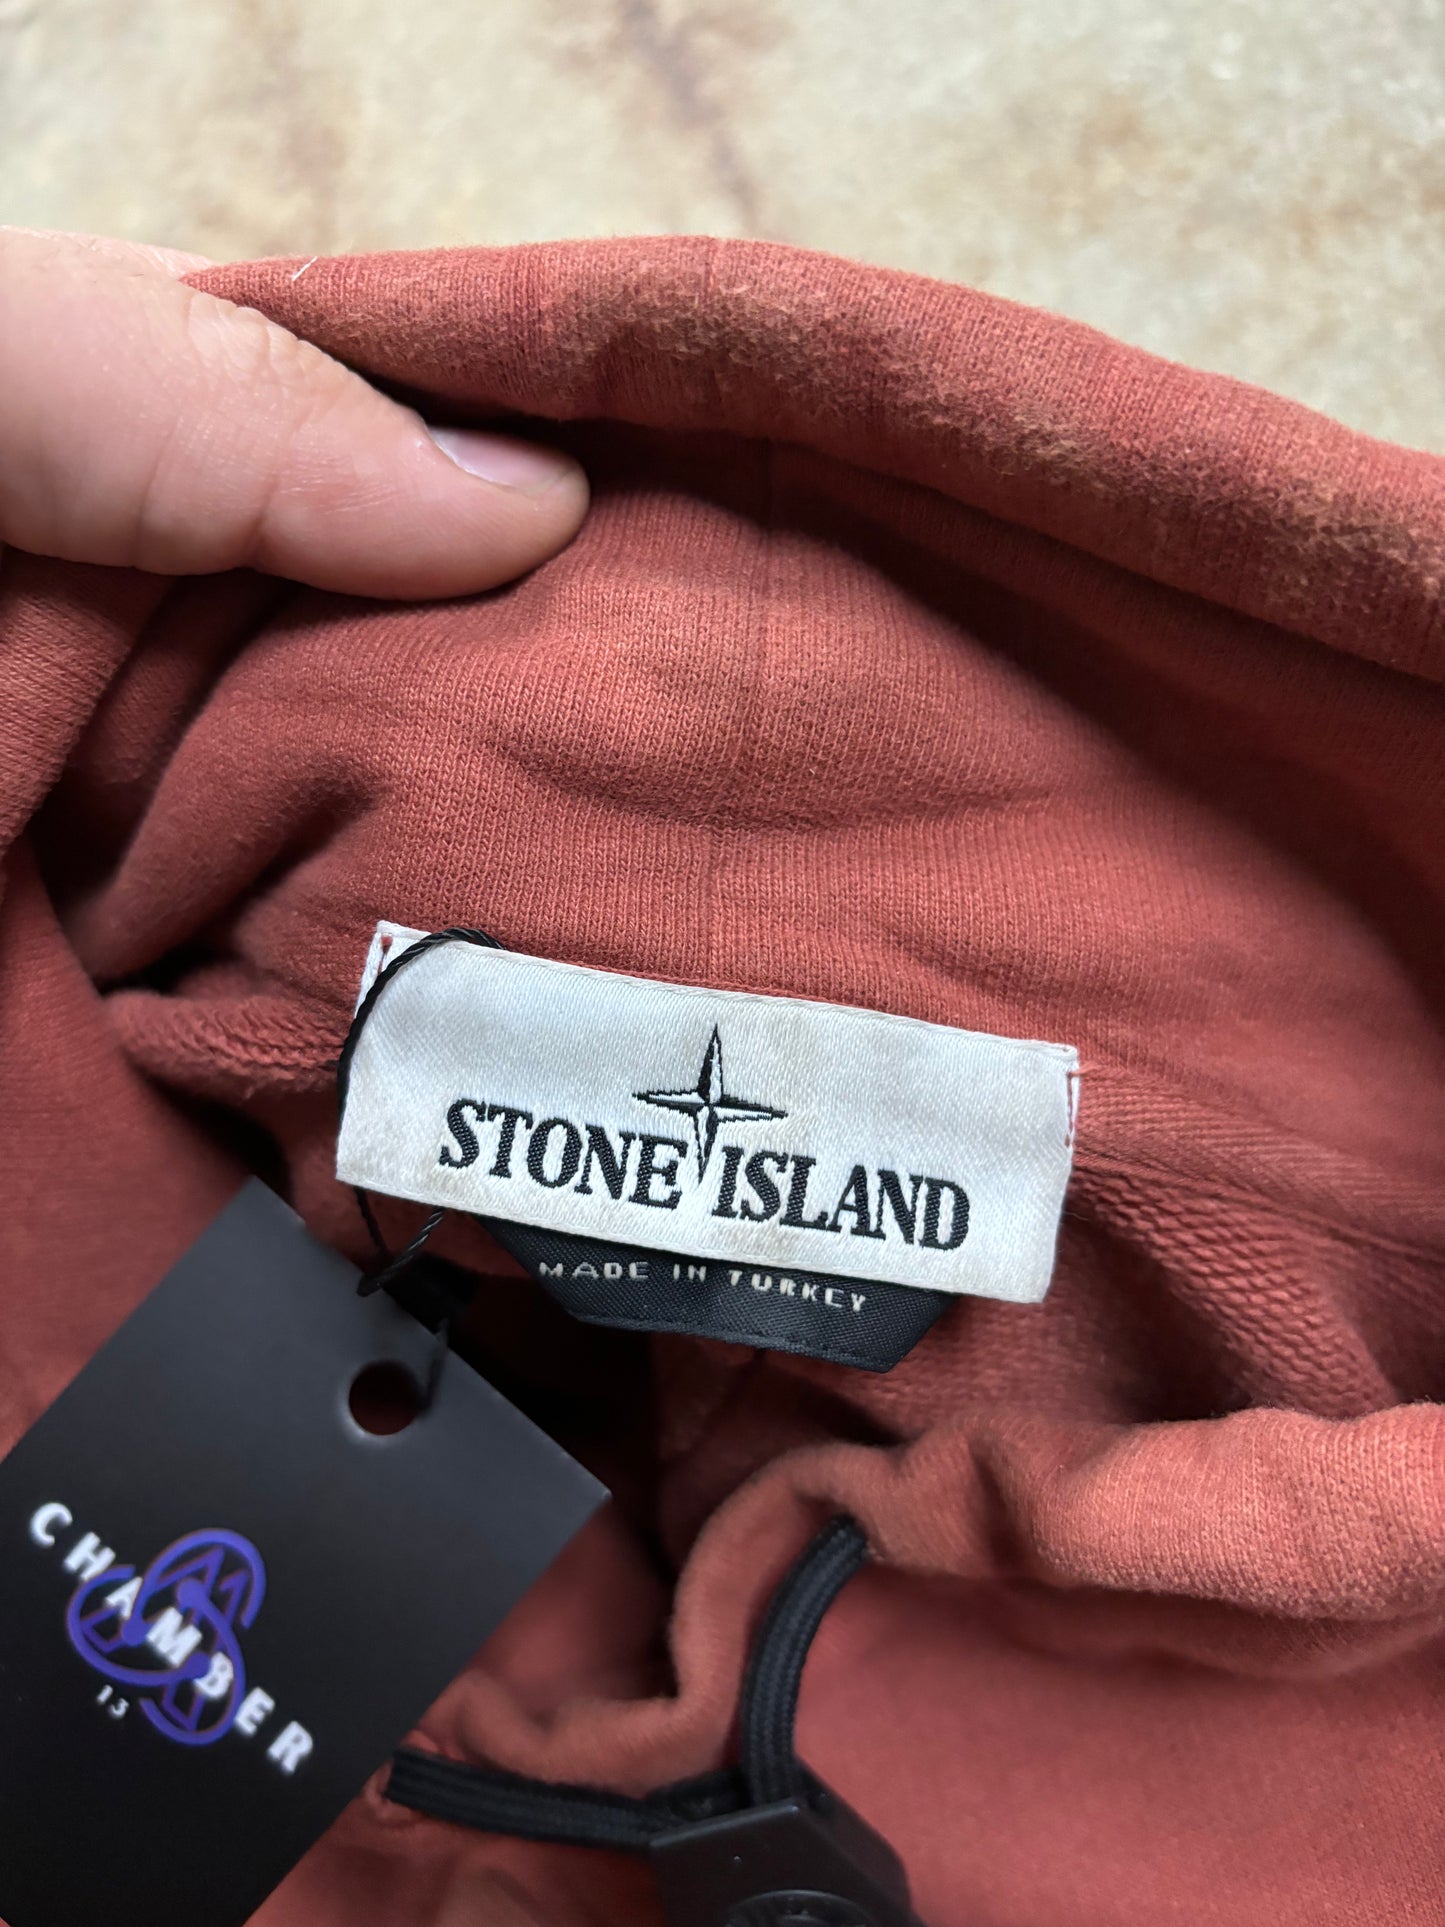 STONE ISLAND
MADE IN TURKEY
CHAMBER
13